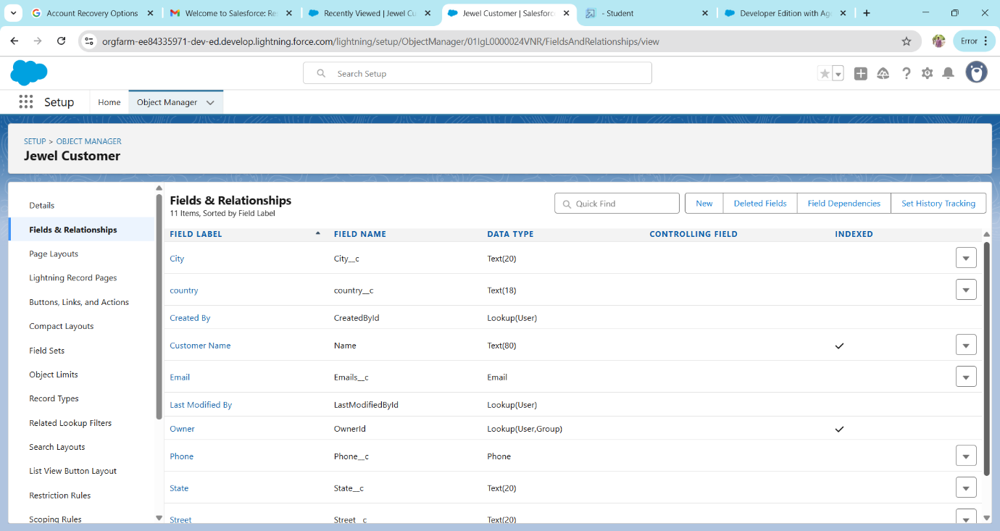 Account Recovery Options
Welcome to Salesforce: Re
Recently Viewed | Jewel Cu
Jewel Customer | Salesforc
- Student
Developer Edition with Ag
orgfarm-ee84335971-dev-ed.develop.lightning.force.com/lightning/setup/ObjectManager/01IgL0000024VNR/FieldsAndRelationships/view
Error
Search Setup
Setup
Home
Object Manager
SETUP > OBJECT MANAGER
Jewel Customer
Details
Fields & Relationships
Page Layouts
Lightning Record Pages
Buttons, Links, and Actions
Compact Layouts
Field Sets
Object Limits
Record Types
Related Lookup Filters
Search Layouts
List View Button Layout
Restriction Rules
Scoping Rules
Fields & Relationships
11 Items, Sorted by Field Label
Quick Find
New
Deleted Fields
Field Dependencies
Set History Tracking
FIELD LABEL FIELD NAME DATA TYPE CONTROLLING FIELD INDEXED
City City__c Text(20)
country country__c Text(18)
Created By CreatedById Lookup(User)
Customer Name Name Text(80)
Email Emails__c Email
Last Modified By LastModifiedById Lookup(User)
Owner OwnerId Lookup(User,Group)
Phone Phone__c Phone
State State__c Text(20)
Street Street__c Text(20)